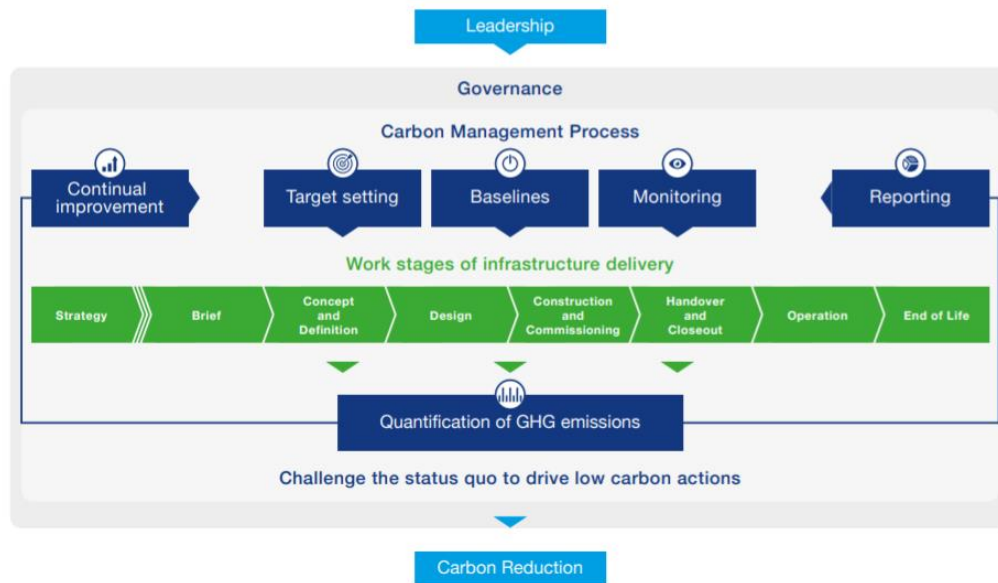 Leadership
Governance
Carbon Management Process
Continual
improvement
Target setting
Baselines
Monitoring
Reporting
Work stages of infrastructure delivery
Strategy
Brief
Concept
and
Definition
Design
Construction
and
Commissioning
Handover
and
Closeout
Operation
End of Life
Quantification of GHG emissions
Challenge the status quo to drive low carbon actions
Carbon Reduction